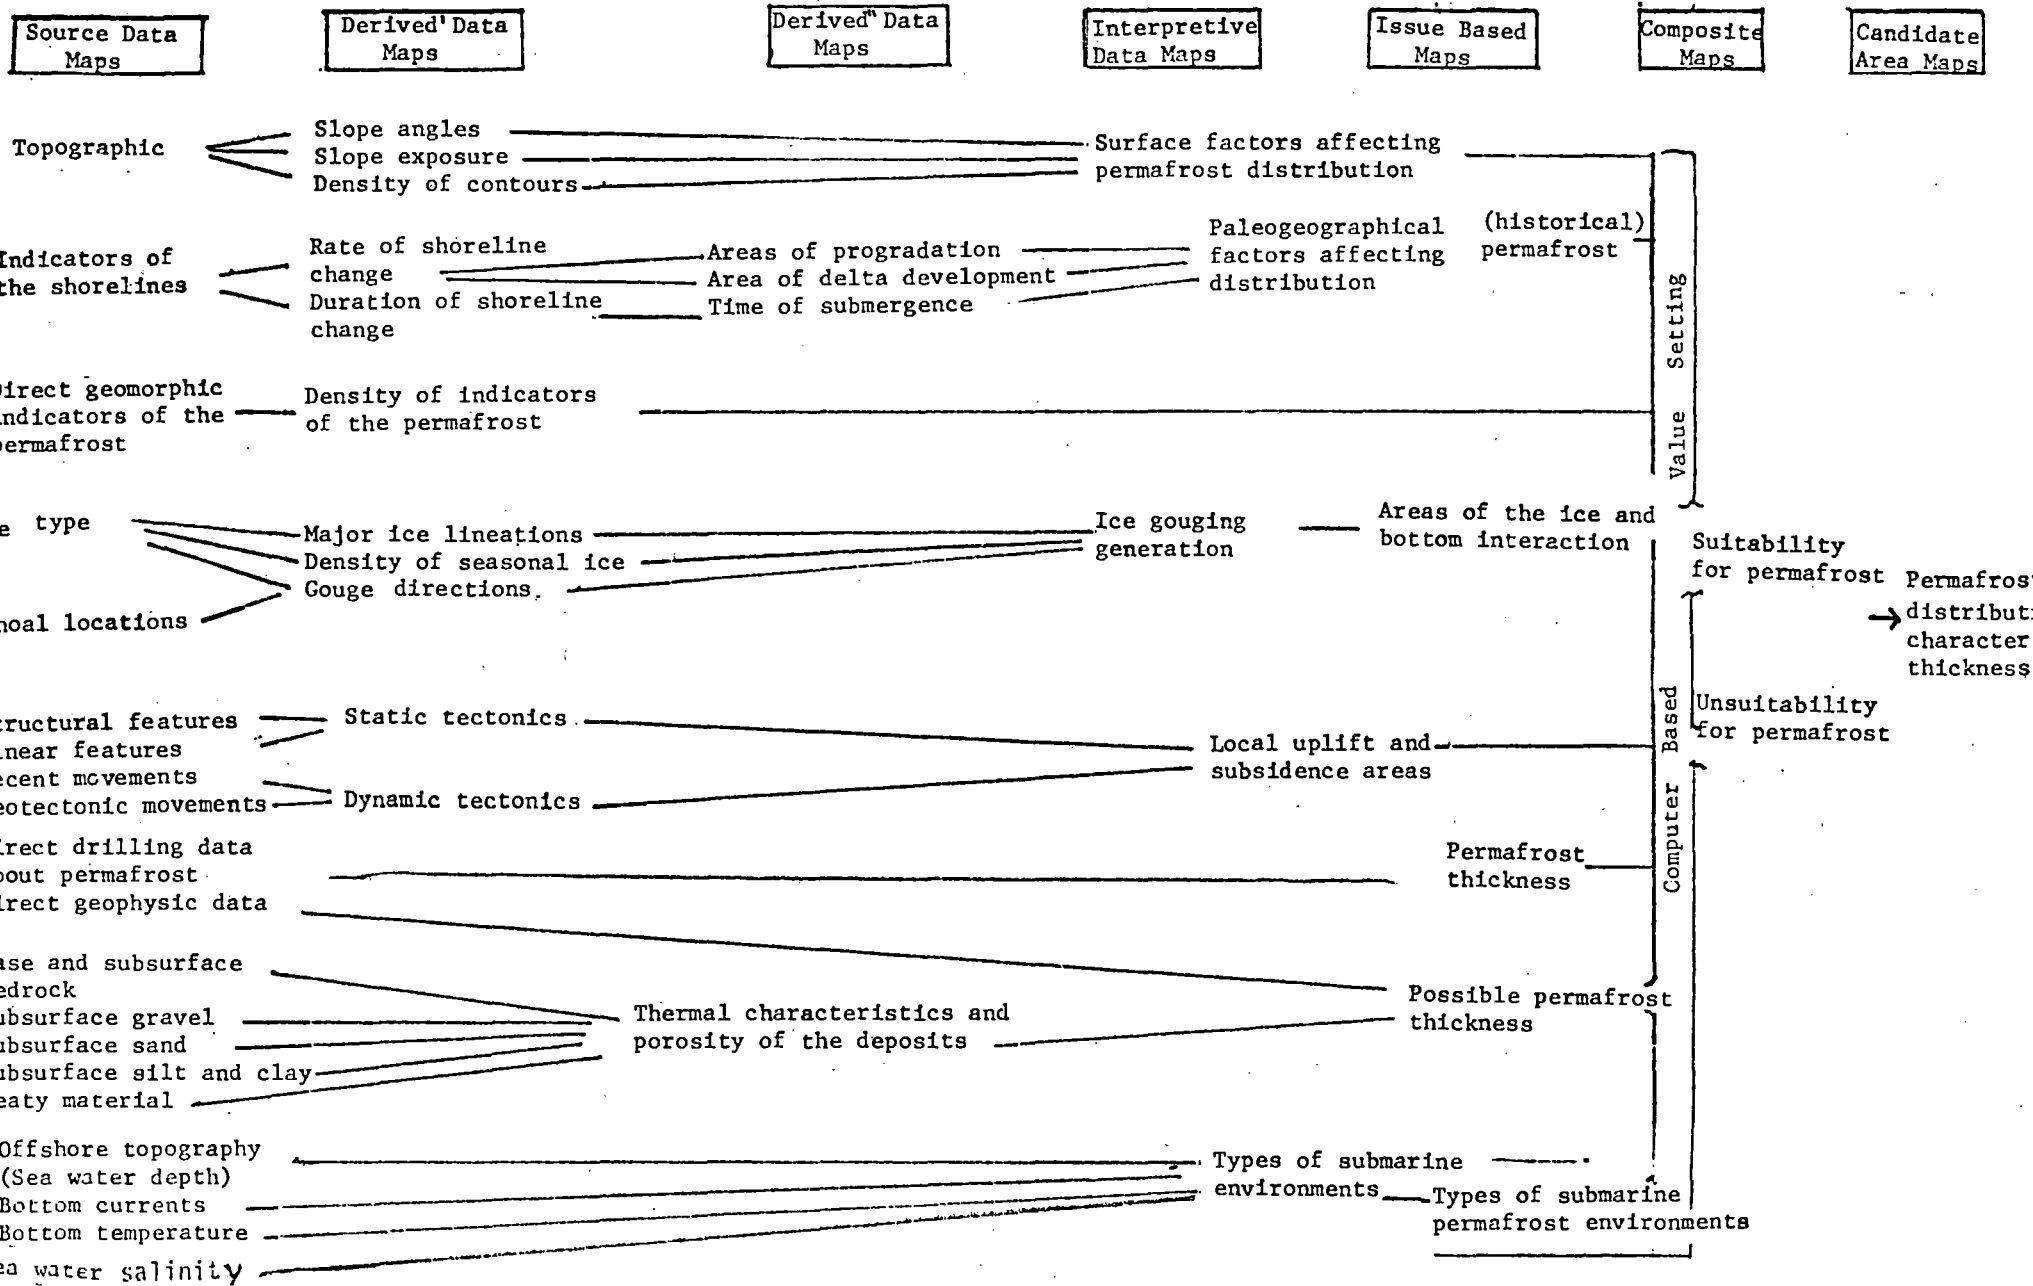 Source Data
Maps
Derived' Data
Maps
Derived" Data
Maps
Interpretive
Data Maps
Issue Based
Maps
Composite
Maps
Candidate
Area Maps
Topographic
Slope angles
Slope exposure
Density of contours
Surface factors affecting
permafrost distribution
Indicators of
the shorelines
Rate of shoreline
change
Duration of shoreline
change
Areas of progradation
Area of delta development
Time of submergence
Paleogeographical
factors affecting
distribution
(historical)
permafrost
Direct geomorphic
indicators of the
permafrost
Density of indicators
of the permafrost
Value Setting
e type
hoal locations
Major ice lineations
Density of seasonal ice
Gouge directions
Ice gouging
generation
Areas of the ice and
bottom interaction
Suitability
for permafrost
Permafros
distribut
character
thickness
tructural features
inear features
ecent movements
eotectonic movements
Static tectonics
Dynamic tectonics
Local uplift and
subsidence areas
Unsuitability
for permafrost
Computer Based
irect drilling data
bout permafrost
direct geophysic data
Permafrost
thickness
ase and subsurface
edrock
ubsurface gravel
ubsurface sand
ubsurface silt and clay
eaty material
Thermal characteristics and
porosity of the deposits
Possible permafrost
thickness
Offshore topography
(Sea water depth)
Bottom currents
Bottom temperature
ea water salinity
Types of submarine
environments
Types of submarine
permafrost environments